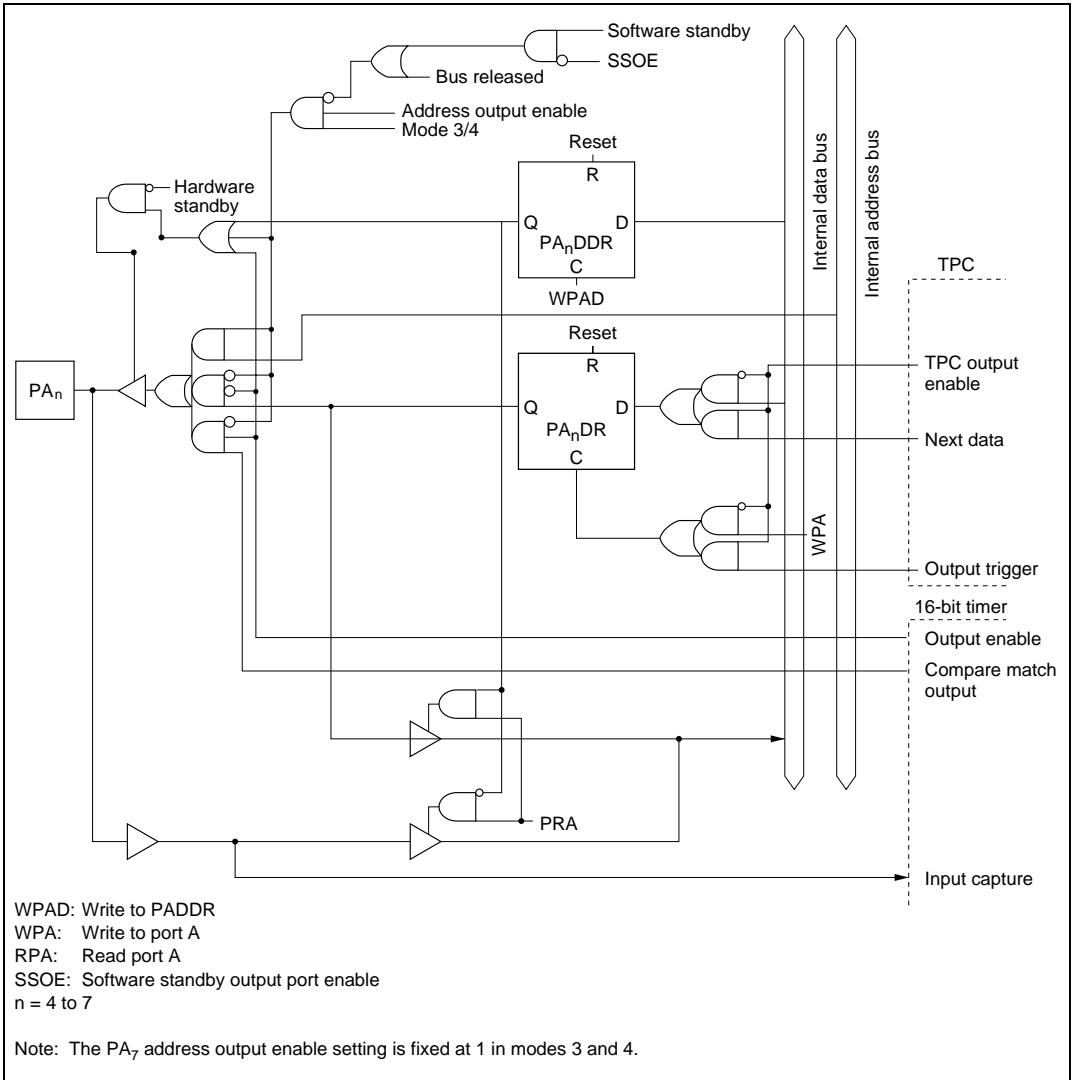 Software standby
SSOE
Bus released
Address output enable
Mode 3/4
Reset
R
Hardware
standby
Q
D
PAnDDR
C
WPAD
Internal data bus
Internal address bus
TPC
Reset
R
PAn
Q
D
PAnDR
C
TPC output
enable
Next data
WPA
Output trigger
16-bit timer
Output enable
Compare match
output
PRA
Input capture
WPAD: Write to PADDR
WPA: Write to port A
RPA: Read port A
SSOE: Software standby output port enable
n = 4 to 7
Note: The PA7 address output enable setting is fixed at 1 in modes 3 and 4.